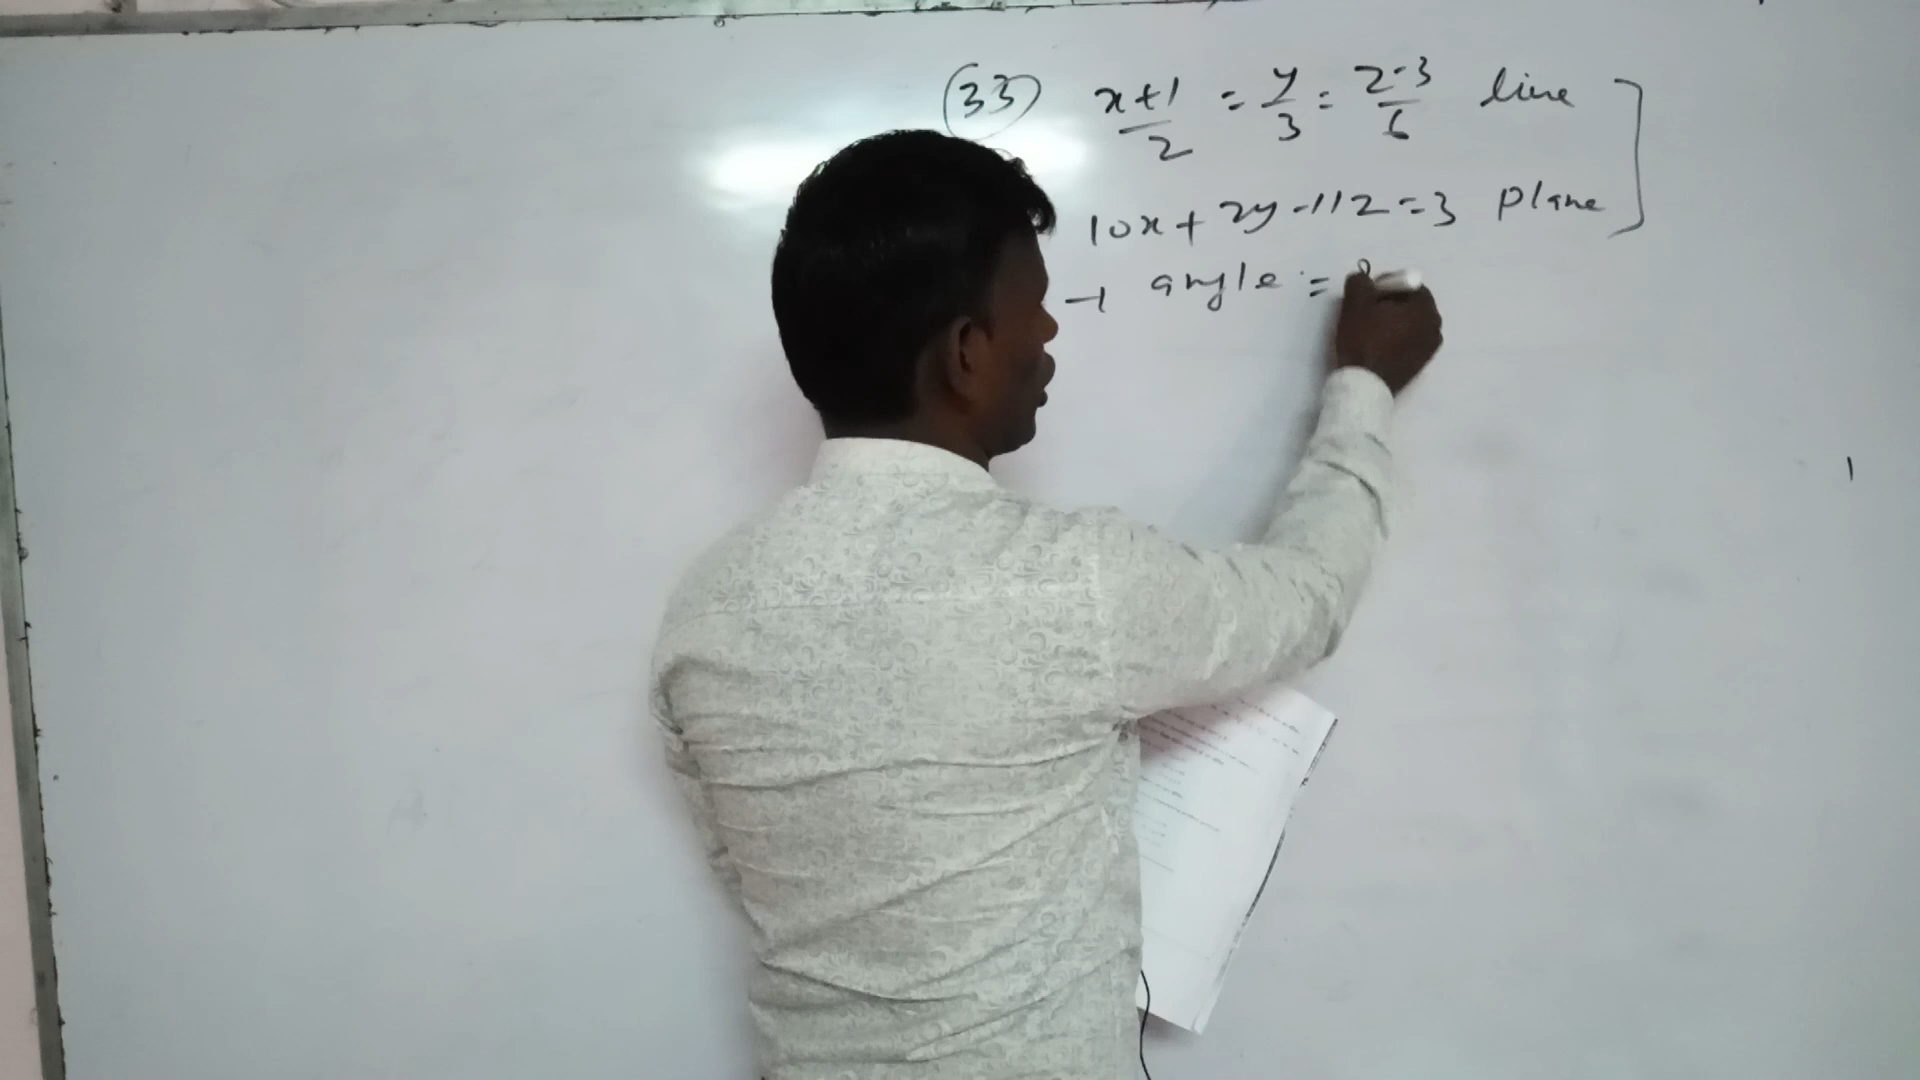 33 x+1/2 = y/3 = z-3/6 line
10x + 2y - 11z = 3 plane
→ angle =